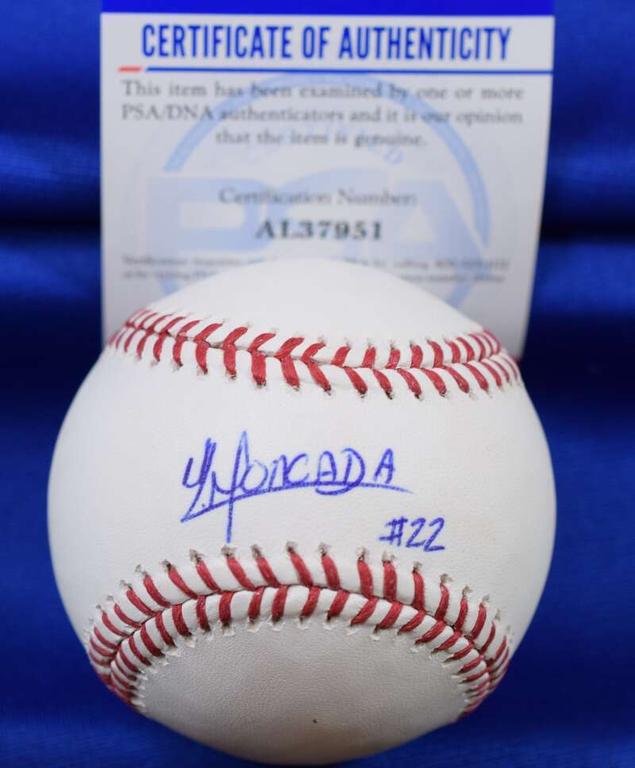 CERTIFICATE OF AUTHENTICITY
This item has been examined by one or more
PSA/DNA authenticators and it is our opinion
that the item is genuine.
Certification Number:
AL37951
PSA
Y. MONCADA
#22